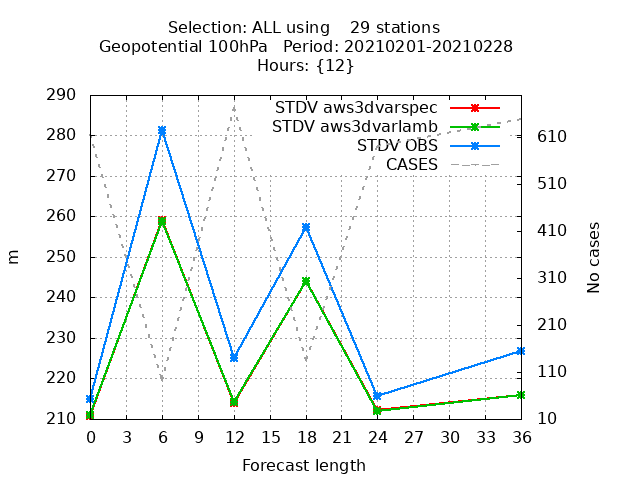 Selection: ALL using    29 stations
Geopotential 100hPa   Period: 20210201-20210228
Hours: {12}
STDV aws3dvarspec
STDV aws3dvarlamb
STDV OBS
CASES
290
280
270
260
250
240
230
220
210
m
610
510
410
310
210
110
10
No cases
0 3 6 9 12 15 18 21 24 27 30 33 36
Forecast length